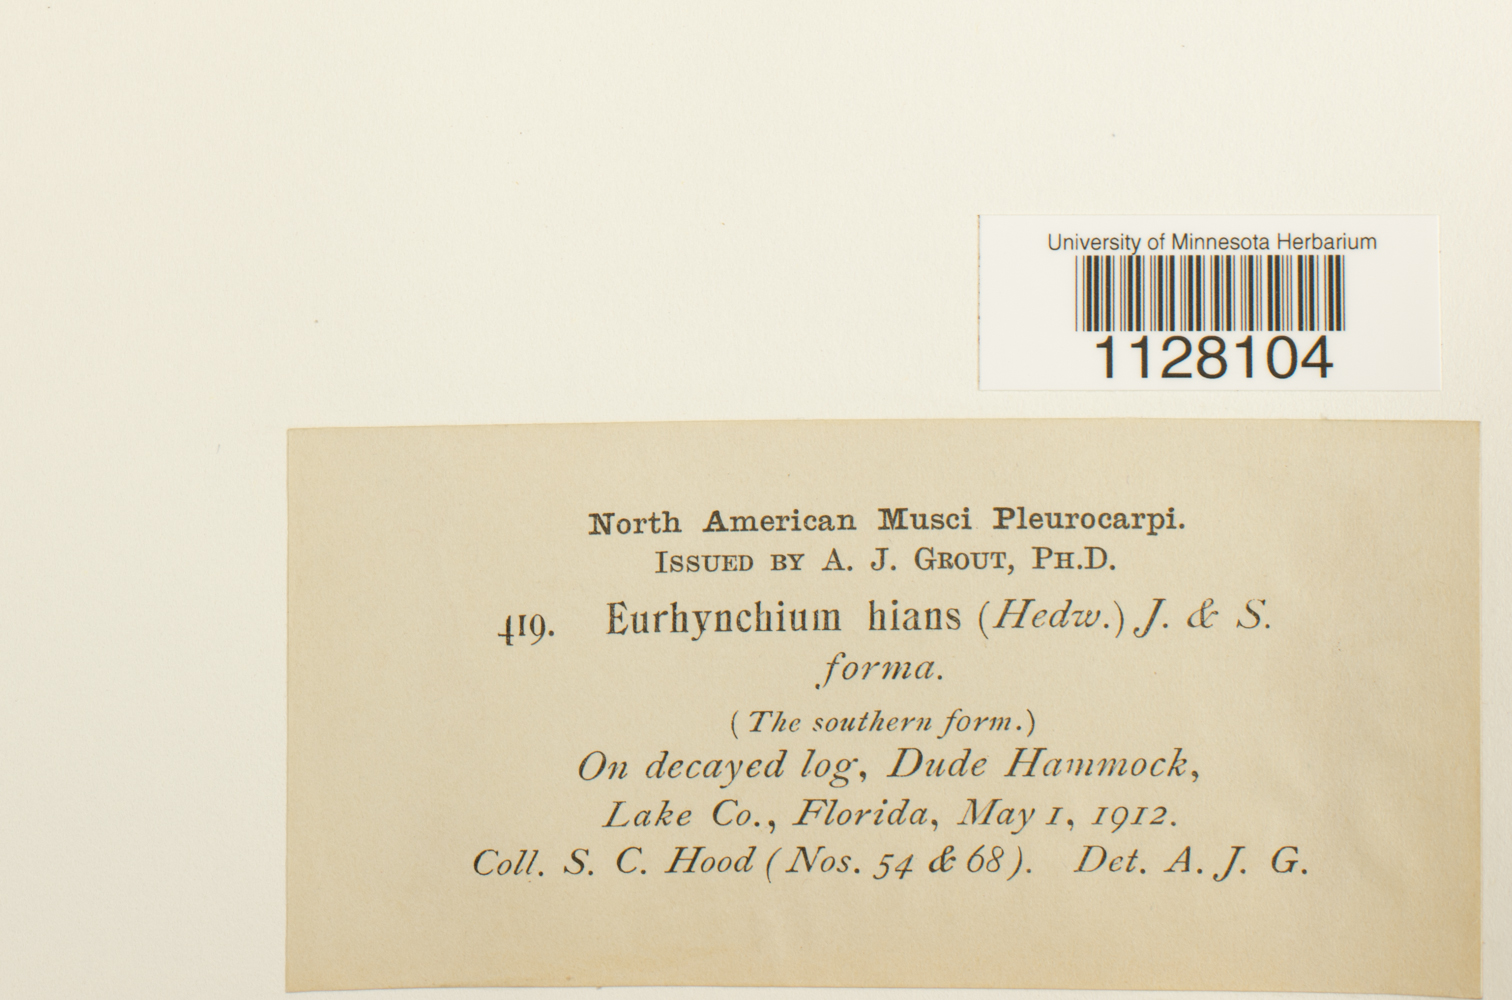 University of Minnesota Herbarium
1128104
North American Musci Pleurocarpi.
Issued by A. J. Grout, Ph.D.
419. Eurhynchium hians (Hedw.) J. & S.
forma.
(The southern form.)
On decayed log, Dude Hammock,
Lake Co., Florida, May 1, 1912.
Coll. S. C. Hood (Nos. 54 & 68). Det. A. J. G.